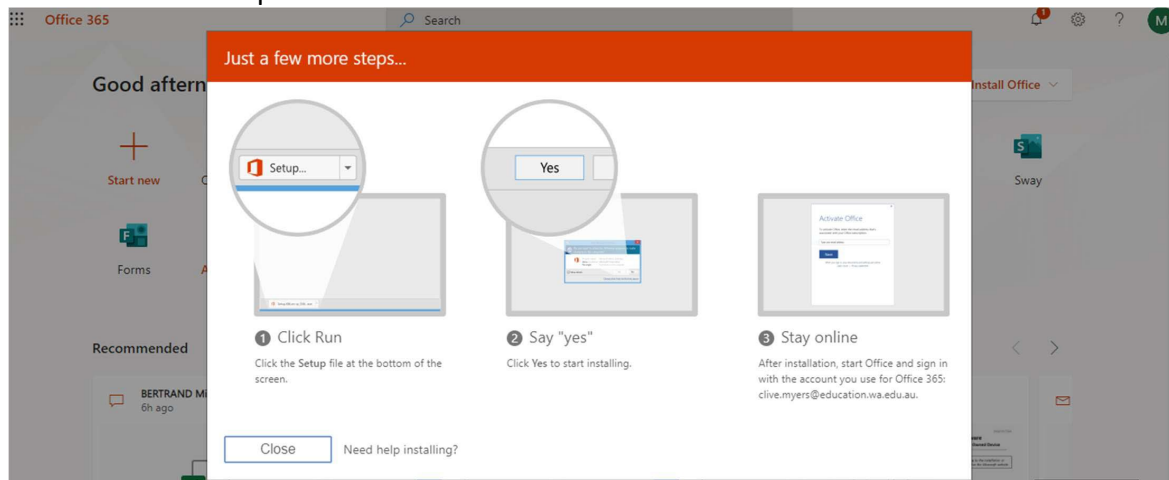 Office 365
Search
1
?
M
Just a few more steps...
Good aftern
Install Office
Setup...
Yes
Start new
C
S
Sway
Activate Office
F
Forms
A
1 Click Run
2 Say "yes"
3 Stay online
Recommended
Click the Setup file at the bottom of the
Click Yes to start installing.
After installation, start Office and sign in
screen.
with the account you use for Office 365:
clive.myers@education.wa.edu.au.
BERTRAND Mi
6h ago
Close
Need help installing?